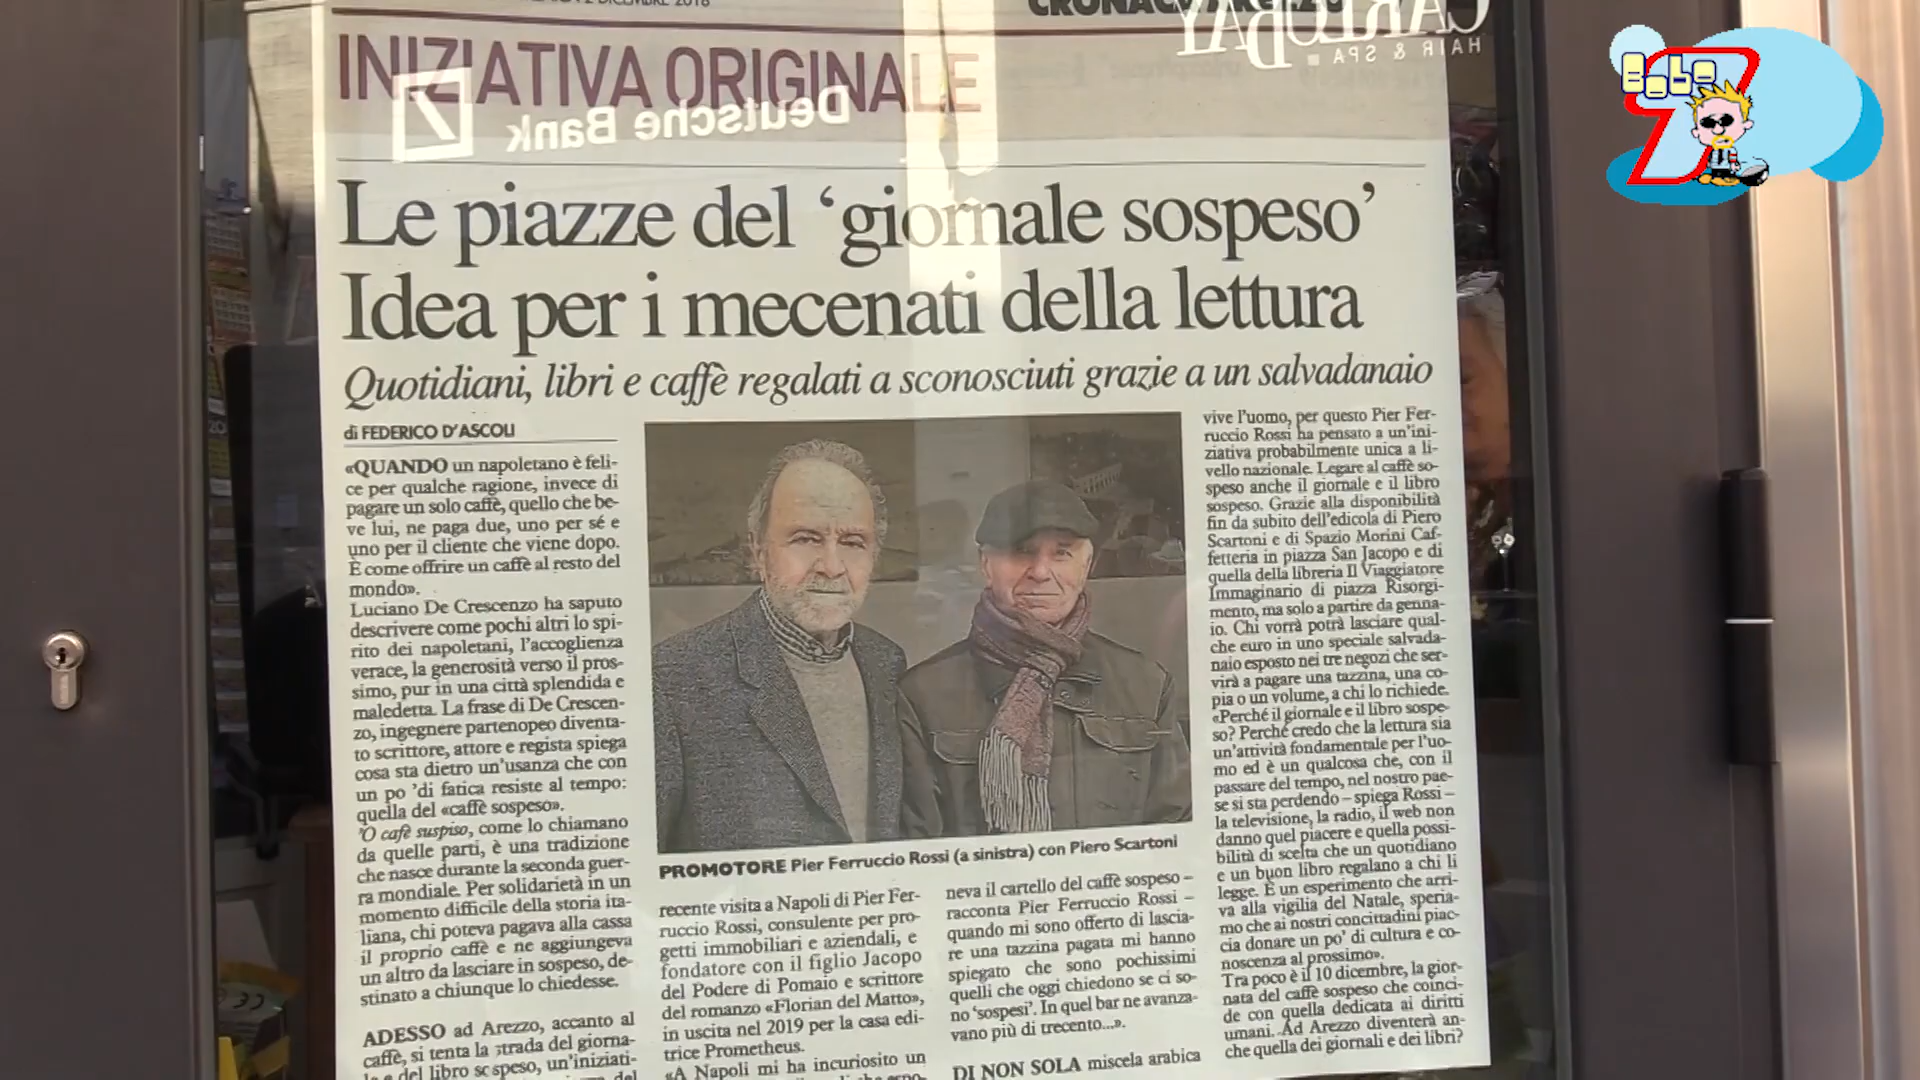 2 DICEMBRE 2018
CRONACA AREZZO
CARLO BAY
HAIR & SPA
INIZIATIVA ORIGINALE
Deutsche Bank
Bobo
7
Le piazze del ‘giornale sospeso’
Idea per i mecenati della lettura
Quotidiani, libri e caffè regalati a sconosciuti grazie a un salvadanaio
di FEDERICO D'ASCOLI
«QUANDO un napoletano è feli-
ce per qualche ragione, invece di
pagare un solo caffè, quello che be-
ve lui, ne paga due, uno per sé e
uno per il cliente che viene dopo.
È come offrire un caffè al resto del
mondo».
Luciano De Crescenzo ha saputo
descrivere come pochi altri lo spi-
rito dei napoletani, l'accoglienza
verace, la generosità verso il pros-
simo, pur in una città splendida e
maledetta. La frase di De Crescen-
zo, ingegnere partenopeo diventa-
to scrittore, attore e regista spiega
cosa sta dietro un'usanza che con
un po 'di fatica resiste al tempo:
quella del «caffè sospeso».
'O cafè suspiso, come lo chiamano
da quelle parti, è una tradizione
che nasce durante la seconda guer-
ra mondiale. Per solidarietà in un
momento difficile della storia ita-
liana, chi poteva pagava alla cassa
il proprio caffè e ne aggiungeva
un altro da lasciare in sospeso, de-
stinato a chiunque lo chiedesse.
ADESSO ad Arezzo, accanto al
caffè, si tenta la strada del giorna-
le e del libro sospeso, un'iniziati-
PROMOTORE Pier Ferruccio Rossi (a sinistra) con Piero Scartoni
recente visita a Napoli di Pier Fer-
ruccio Rossi, consulente per pro-
getti immobiliari e aziendali, e
fondatore con il figlio Jacopo
del Podere di Pomaio e scrittore
del romanzo «Florian del Matto»,
in uscita nel 2019 per la casa edi-
trice Prometheus.
«A Napoli mi ha incuriosito un
neva il cartello del caffè sospeso –
racconta Pier Ferruccio Rossi –
quando mi sono offerto di lascia-
re una tazzina pagata mi hanno
spiegato che sono pochissimi
quelli che oggi chiedono se ci so-
no 'sospesi'. In quel bar ne avanza-
vano più di trecento...».
DI NON SOLA miscela arabica
vive l'uomo, per questo Pier Fer-
ruccio Rossi ha pensato a un'ini-
ziativa probabilmente unica a li-
vello nazionale. Legare al caffè so-
speso anche il giornale e il libro
sospeso. Grazie alla disponibilità
fin da subito dell'edicola di Piero
Scartoni e di Spazio Morini Caf-
fetteria in piazza San Jacopo e di
quella della libreria Il Viaggiatore
Immaginario di piazza Risorgi-
mento, ma solo a partire da genna-
io. Chi vorrà potrà lasciare qual-
che euro in uno speciale salvada-
naio esposto nei tre negozi che ser-
virà a pagare una tazzina, una co-
pia o un volume, a chi lo richiede.
«Perché il giornale e il libro sospe-
so? Perché credo che la lettura sia
un'attività fondamentale per l'uo-
mo ed è un qualcosa che, con il
passare del tempo, nel nostro pae-
se si sta perdendo – spiega Rossi –
la televisione, la radio, il web non
danno quel piacere e quella possi-
bilità di scelta che un quotidiano
e un buon libro regalano a chi li
legge. È un esperimento che arri-
va alla vigilia del Natale, speria-
mo che ai nostri concittadini piac-
cia donare un po' di cultura e co-
noscenza al prossimo».
Tra poco è il 10 dicembre, la gior-
nata del caffè sospeso che coinci-
de con quella dedicata ai diritti
umani. Ad Arezzo diventerà an-
che quella dei giornali e dei libri?